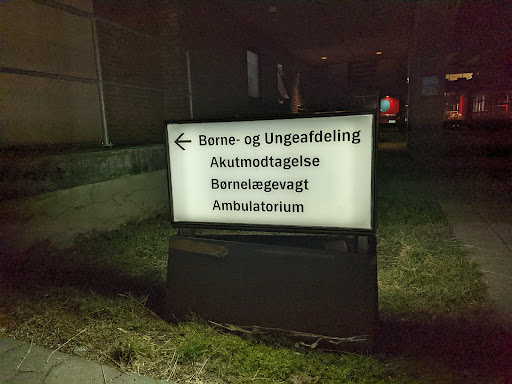 ← Børne- og Ungeafdeling
Akutmodtagelse
Børnelægevagt
Ambulatorium